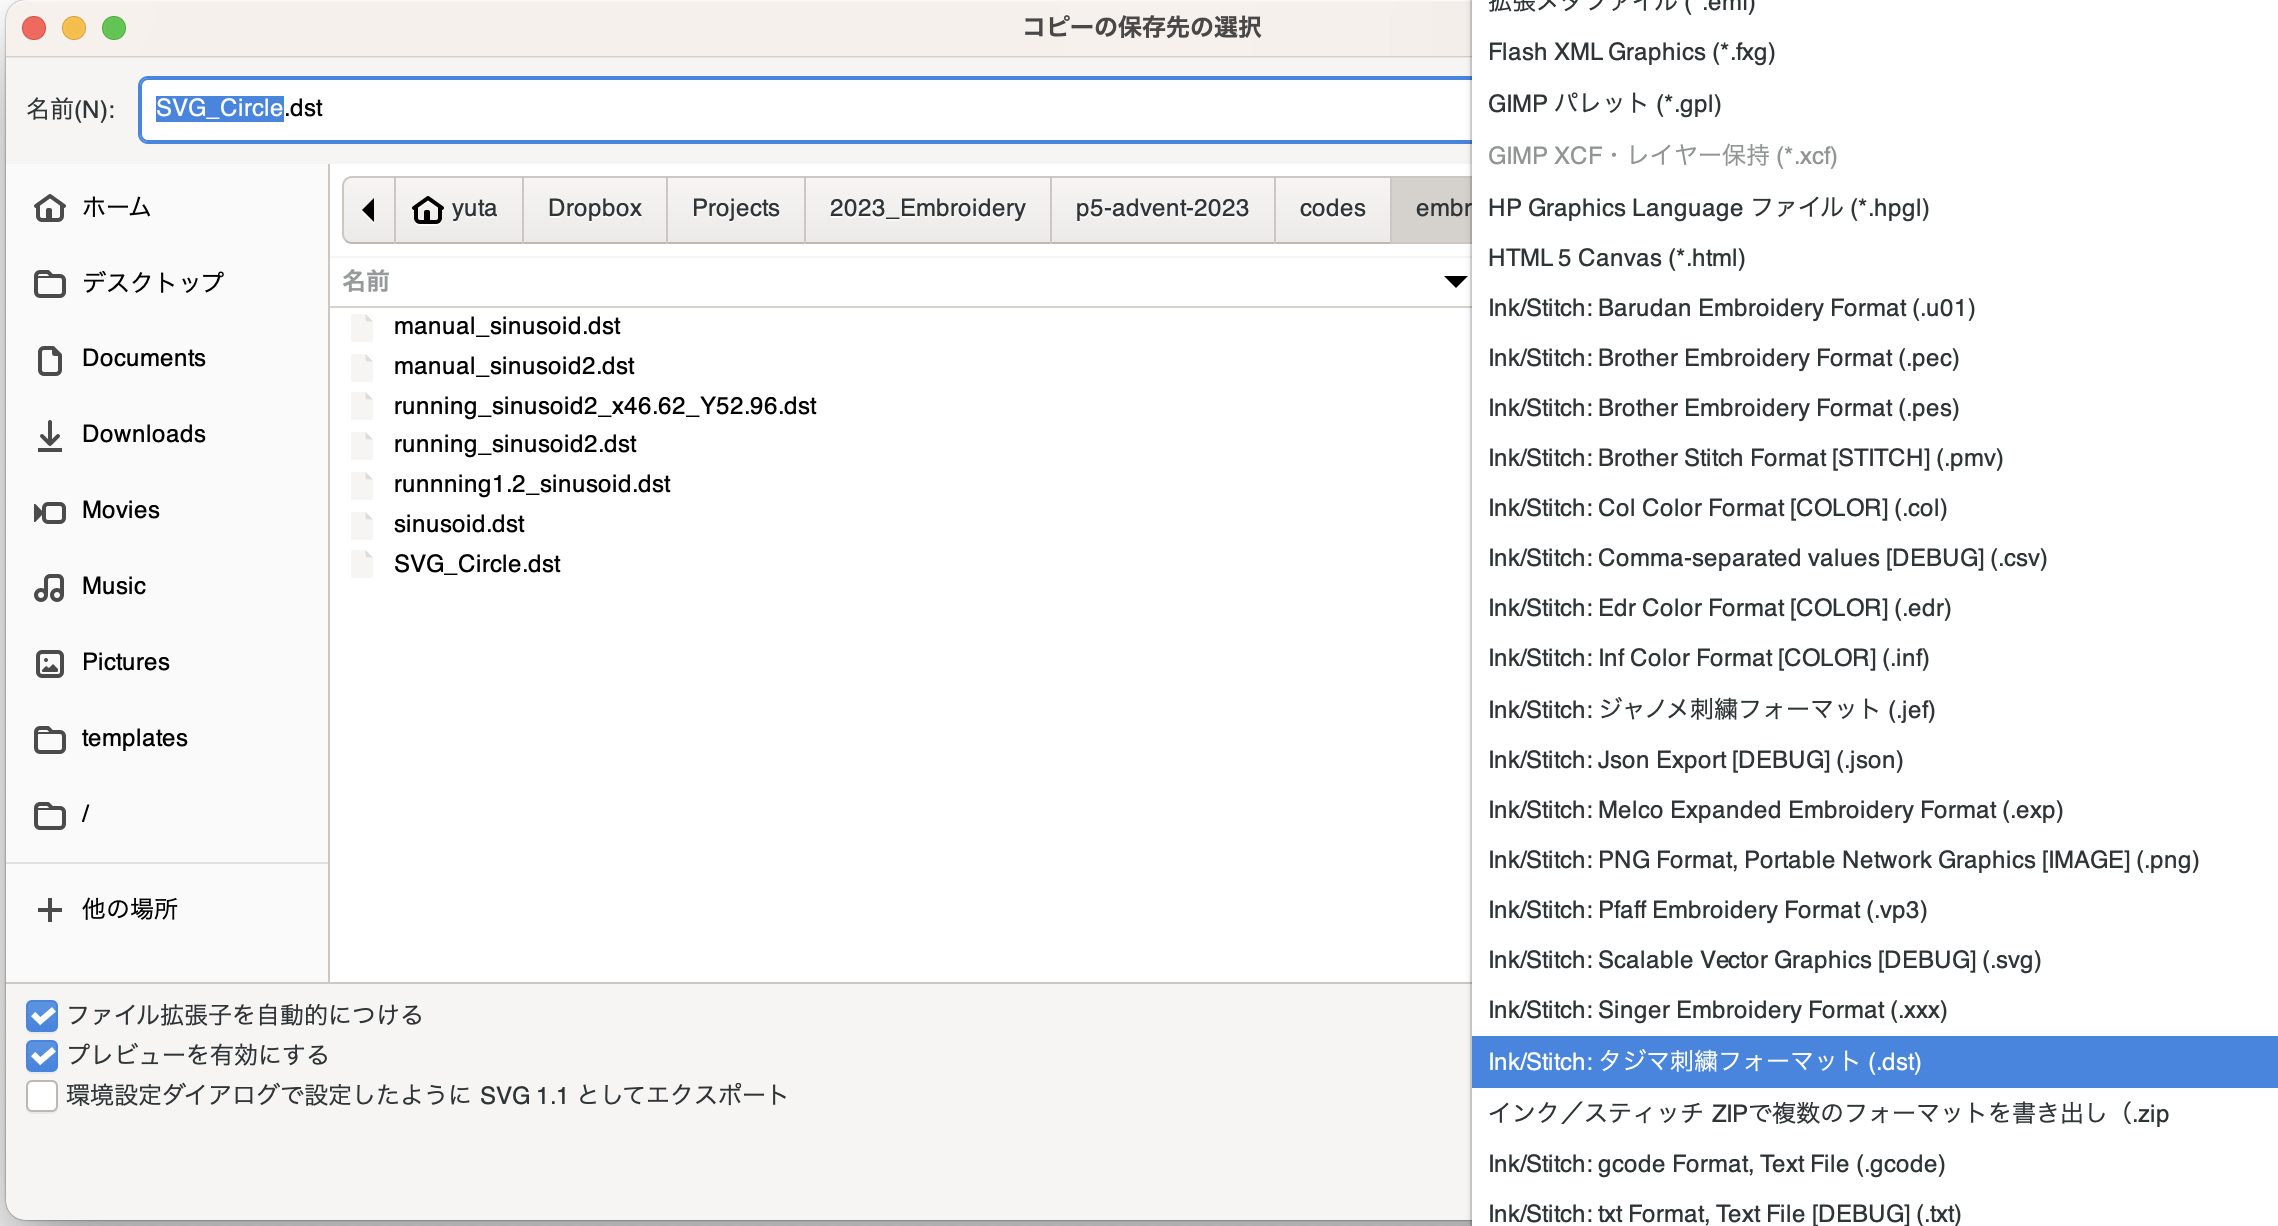 コピーの保存先の選択
名前(N):
SVG_Circle.dst
ホーム
デスクトップ
Documents
Downloads
Movies
Music
Pictures
templates
/
他の場所
yuta
Dropbox
Projects
2023_Embroidery
p5-advent-2023
codes
embr
名前
manual_sinusoid.dst
manual_sinusoid2.dst
running_sinusoid2_x46.62_Y52.96.dst
running_sinusoid2.dst
runnning1.2_sinusoid.dst
sinusoid.dst
SVG_Circle.dst
ファイル拡張子を自動的につける
プレビューを有効にする
環境設定ダイアログで設定したように SVG 1.1 としてエクスポート
拡張メタファイル (*.emf)
Flash XML Graphics (*.fxg)
GIMP パレット (*.gpl)
GIMP XCF・レイヤー保持 (*.xcf)
HP Graphics Language ファイル (*.hpgl)
HTML 5 Canvas (*.html)
Ink/Stitch: Barudan Embroidery Format (.u01)
Ink/Stitch: Brother Embroidery Format (.pec)
Ink/Stitch: Brother Embroidery Format (.pes)
Ink/Stitch: Brother Stitch Format [STITCH] (.pmv)
Ink/Stitch: Col Color Format [COLOR] (.col)
Ink/Stitch: Comma-separated values [DEBUG] (.csv)
Ink/Stitch: Edr Color Format [COLOR] (.edr)
Ink/Stitch: Inf Color Format [COLOR] (.inf)
Ink/Stitch: ジャノメ刺繍フォーマット (.jef)
Ink/Stitch: Json Export [DEBUG] (.json)
Ink/Stitch: Melco Expanded Embroidery Format (.exp)
Ink/Stitch: PNG Format, Portable Network Graphics [IMAGE] (.png)
Ink/Stitch: Pfaff Embroidery Format (.vp3)
Ink/Stitch: Scalable Vector Graphics [DEBUG] (.svg)
Ink/Stitch: Singer Embroidery Format (.xxx)
Ink/Stitch: タジマ刺繍フォーマット (.dst)
インク／スティッチ ZIPで複数のフォーマットを書き出し（.zip
Ink/Stitch: gcode Format, Text File (.gcode)
Ink/Stitch: txt Format, Text File [DEBUG] (.txt)